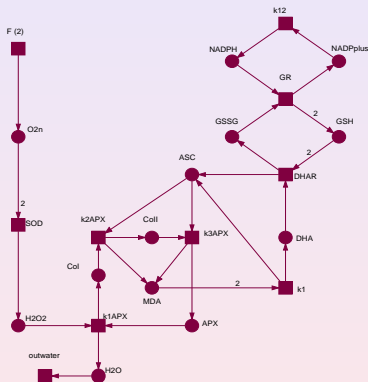 k12
F (2)
NADPH
NADPplus
GR
2
O2n
GSSG
GSH
2
2
ASC
DHAR
k2APX
CoII
SOD
k3APX
DHA
CoI
2
MDA
k1
H2O2
k1APX
APX
outwater
H2O